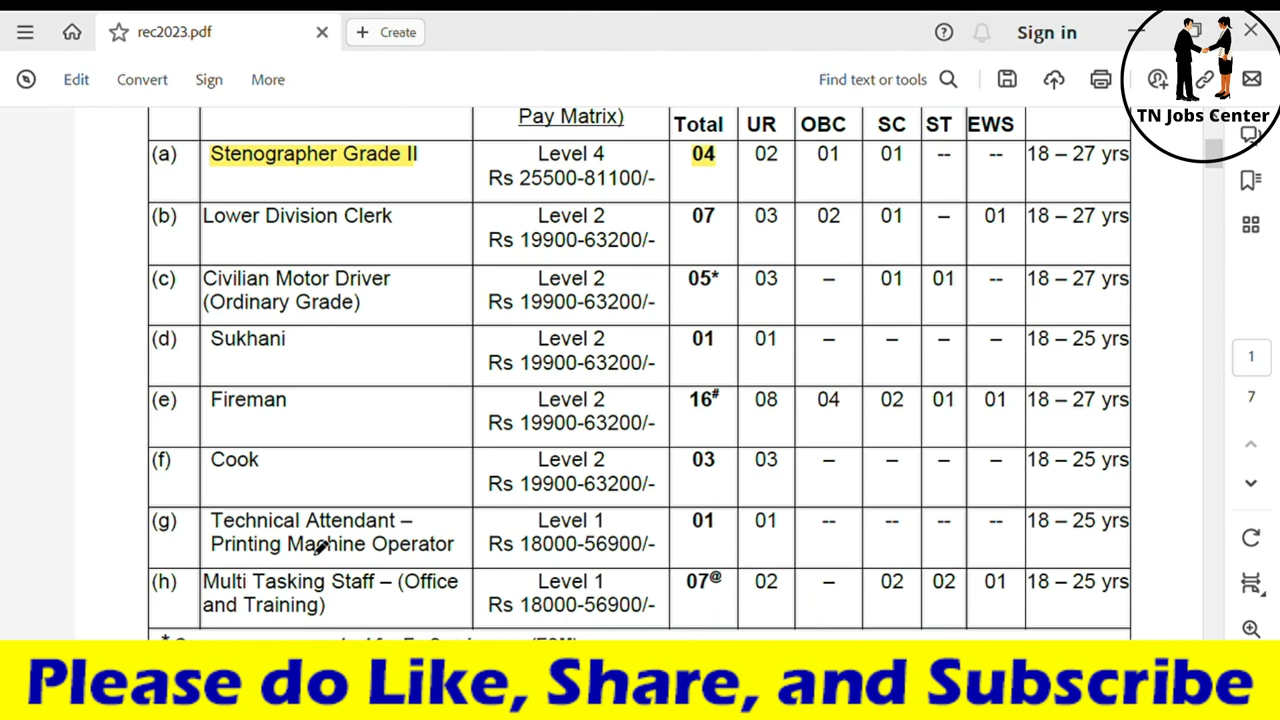 rec2023.pdf
Create
Sign in
Edit Convert Sign More
Find text or tools
TN Jobs Center
Pay Matrix) Total UR OBC SC ST EWS
(a) Stenographer Grade II Level 4 04 02 01 01 -- -- 18 – 27 yrs
Rs 25500-81100/-
(b) Lower Division Clerk Level 2 07 03 02 01 – 01 18 – 27 yrs
Rs 19900-63200/-
(c) Civilian Motor Driver Level 2 05* 03 – 01 01 -- 18 – 27 yrs
(Ordinary Grade) Rs 19900-63200/-
(d) Sukhani Level 2 01 01 – – – – 18 – 25 yrs
Rs 19900-63200/-
(e) Fireman Level 2 16# 08 04 02 01 01 18 – 27 yrs
Rs 19900-63200/-
(f) Cook Level 2 03 03 – – – – 18 – 25 yrs
Rs 19900-63200/-
(g) Technical Attendant – Level 1 01 01 -- -- -- -- 18 – 25 yrs
Printing Machine Operator Rs 18000-56900/-
(h) Multi Tasking Staff – (Office Level 1 07@ 02 – 02 02 01 18 – 25 yrs
and Training) Rs 18000-56900/-
1
7
Please do Like, Share, and Subscribe